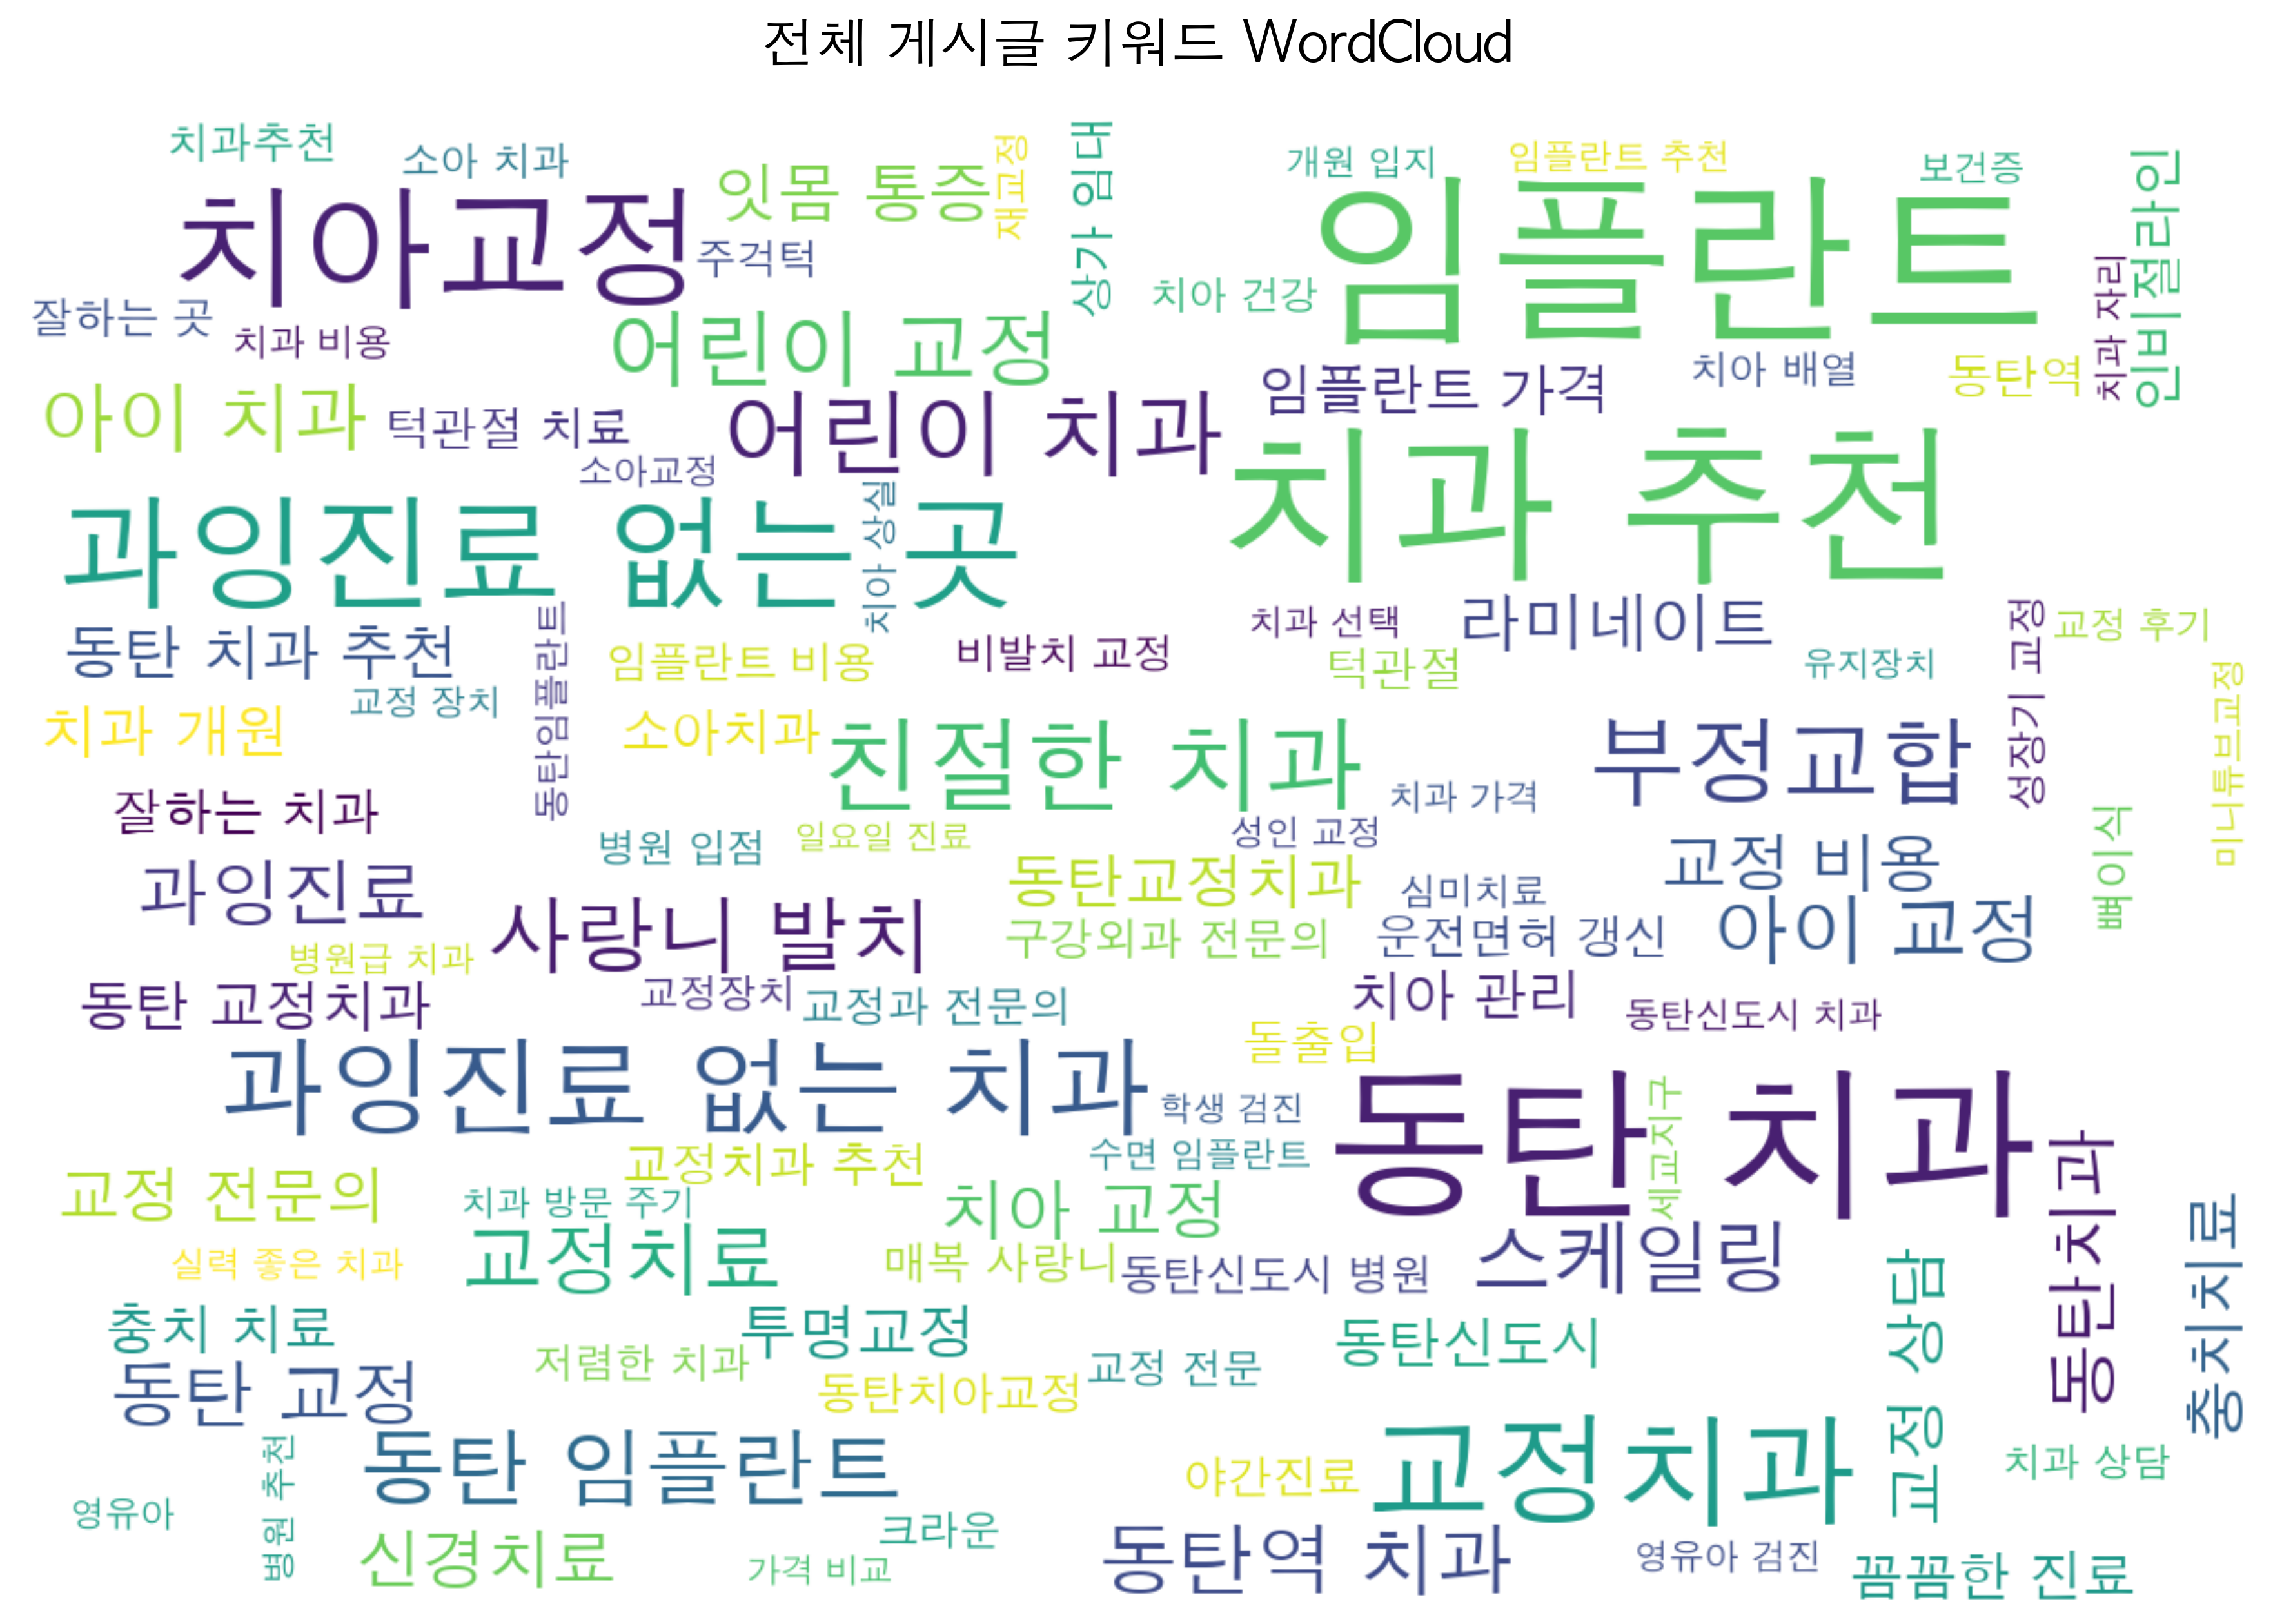 전체 게시글 키워드 WordCloud
치과추천
소아 치과
재교정
상가 임대
개원 입지
임플란트 추천
보건증
인비절라인
치아교정
잇몸 통증
임플란트
주걱턱
치아 건강
치과 자리
잘하는 곳
치과 비용
어린이 교정
임플란트 가격
치아 배열
동탄역
아이 치과
턱관절 치료
어린이 치과
소아교정
치과 추천
과잉진료 없는 곳
치아 상실
동탄 치과 추천
동탄임플란트
임플란트 비용
비발치 교정
치과 선택
라미네이트
턱관절
유지장치
성장기 교정
교정 후기
미니튜브교정
교정 장치
치과 개원
소아치과
친절한 치과
부정교합
잘하는 치과
치과 가격
병원 입점
일요일 진료
성인 교정
뼈이식
과잉진료
동탄교정치과
교정 비용
심미치료
사랑니 발치
구강외과 전문의
운전면허 갱신
아이 교정
병원급 치과
동탄 교정치과
교정장치
교정과 전문의
치아 관리
동탄신도시 치과
돌출입
과잉진료 없는 치과
학생 검진
동탄 치과
세교지구
수면 임플란트
교정치과 추천
교정 전문의
치과 방문 주기
치아 교정
동탄치과
충치치료
교정치료
실력 좋은 치과
매복 사랑니
동탄신도시 병원
스케일링
교정 상담
충치 치료
투명교정
동탄신도시
저렴한 치과
교정 전문
동탄 교정
동탄치아교정
교정치과
동탄 임플란트
병원 추천
야간진료
치과 상담
영유아
크라운
신경치료
가격 비교
동탄역 치과
영유아 검진
꼼꼼한 진료